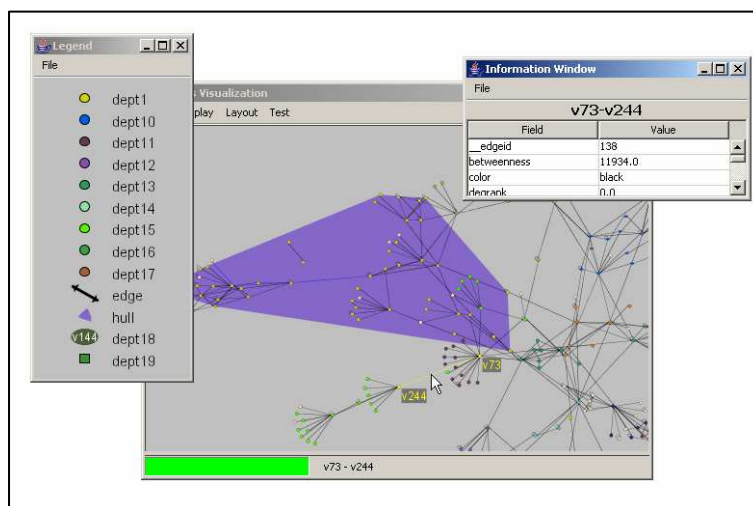 Legend
File
dept1
dept10
dept11
dept12
dept13
dept14
dept15
dept16
dept17
edge
hull
v144 dept18
dept19
s Visualization
play Layout Test
Information Window
File
v73-v244
Field Value
__edgeid 138
betweenness 11934.0
color black
degrank 0.0
v73
v244
v73 - v244